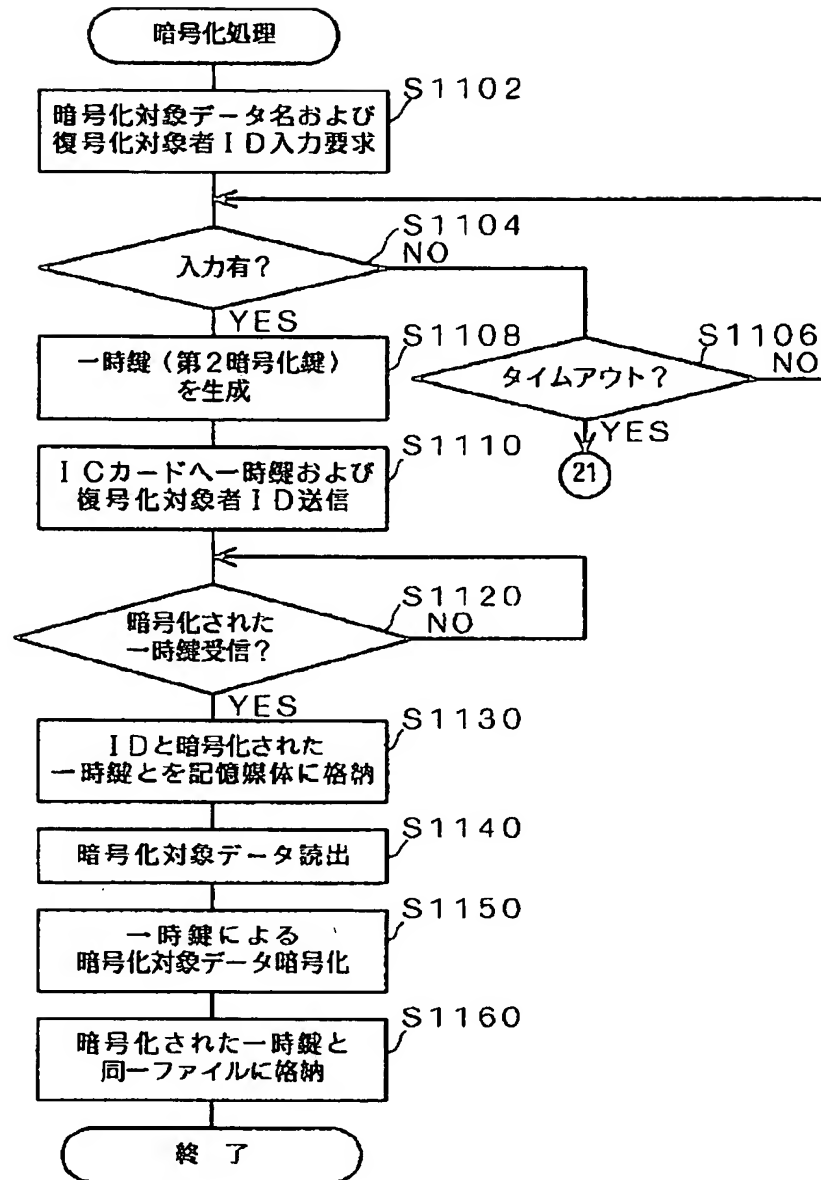 暗号化処理
S1102
暗号化対象データ名および
復号化対象者ID入力要求
S1104
入力有?
NO
YES
S1106
タイムアウト?
NO
YES
21
S1108
一時鍵(第2暗号化鍵)
を生成
S1110
ICカードへ一時鍵および
復号化対象者ID送信
S1120
暗号化された
一時鍵受信?
NO
YES
S1130
IDと暗号化された
一時鍵とを記憶媒体に格納
S1140
暗号化対象データ読出
S1150
一時鍵による
暗号化対象データ暗号化
S1160
暗号化された一時鍵と
同一ファイルに格納
終了